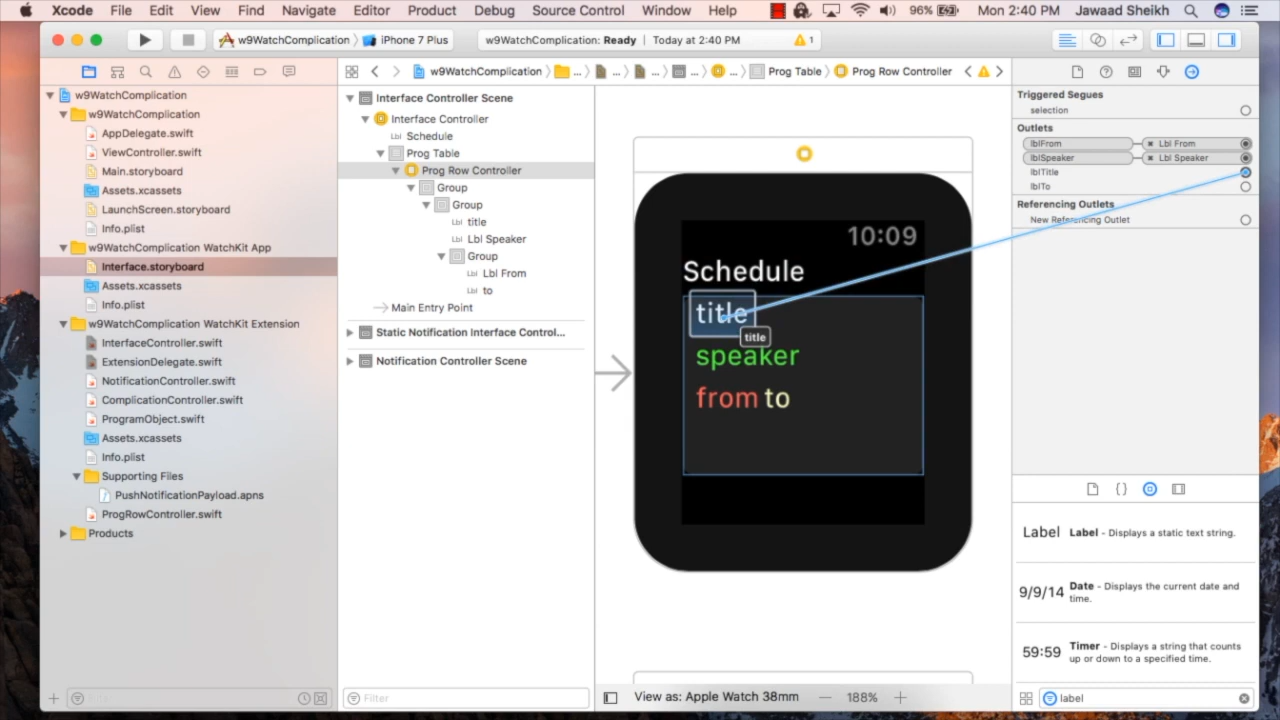 Xcode File Edit View Find Navigate Editor Product Debug Source Control Window Help 96% Mon 2:40 PM Jawaad Sheikh
w9WatchComplication iPhone 7 Plus w9WatchComplication: Ready Today at 2:40 PM 1
w9WatchComplication ... ... ... ... ... Prog Table Prog Row Controller
w9WatchComplication
w9WatchComplication
AppDelegate.swift
ViewController.swift
Main.storyboard
Assets.xcassets
LaunchScreen.storyboard
Info.plist
w9WatchComplication WatchKit App
Interface.storyboard
Assets.xcassets
Info.plist
w9WatchComplication WatchKit Extension
InterfaceController.swift
ExtensionDelegate.swift
NotificationController.swift
ComplicationController.swift
ProgramObject.swift
Assets.xcassets
Info.plist
Supporting Files
PushNotificationPayload.apns
ProgRowController.swift
Products
Interface Controller Scene
Interface Controller
Lbl Schedule
Prog Table
Prog Row Controller
Group
Group
Lbl title
Lbl Lbl Speaker
Group
Lbl Lbl From
Lbl to
Main Entry Point
Static Notification Interface Control...
Notification Controller Scene
Filter
10:09
Schedule
title
title
speaker
from to
View as: Apple Watch 38mm 188%
Triggered Segues
selection
Outlets
lblFrom Lbl From
lblSpeaker Lbl Speaker
lblTitle
lblTo
Referencing Outlets
New Referencing Outlet
Label Label - Displays a static text string.
9/9/14 Date - Displays the current date and
time.
59:59 Timer - Displays a string that counts
up or down to a specified time.
label